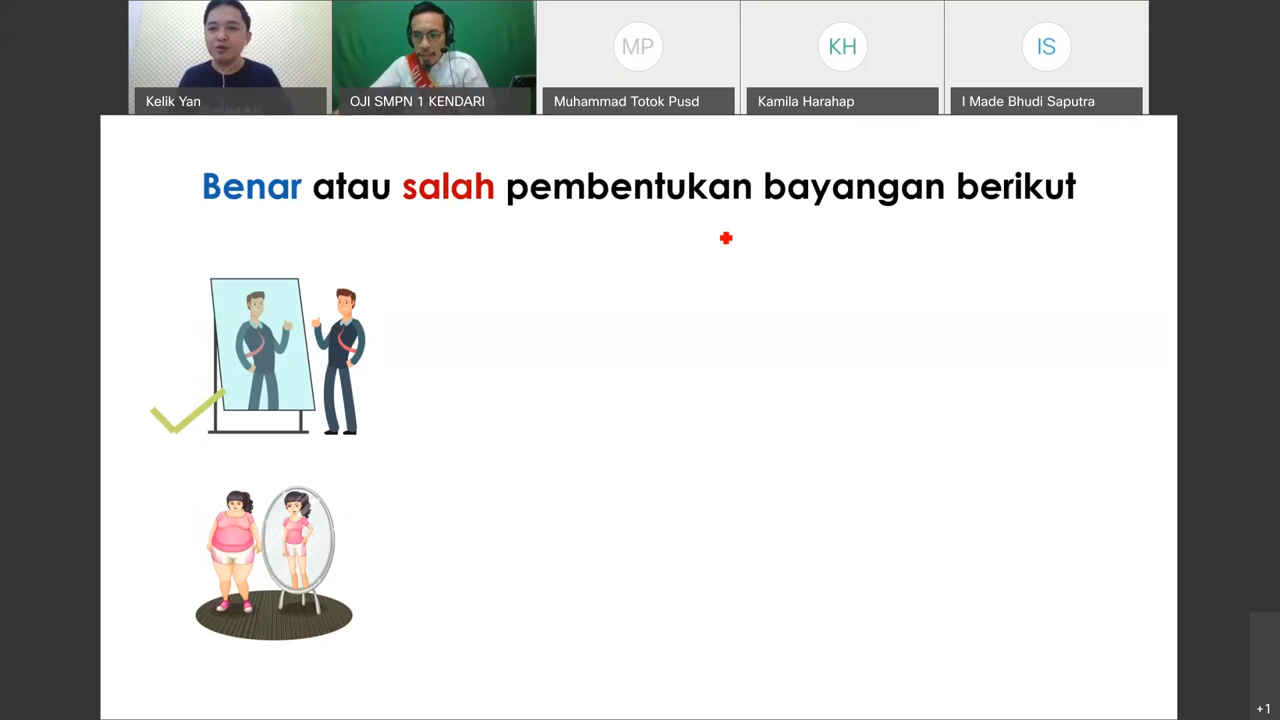 Kelik Yan
OJI SMPN 1 KENDARI
MP
Muhammad Totok Pusd
KH
Kamila Harahap
IS
I Made Bhudi Saputra
Benar atau salah pembentukan bayangan berikut
+1